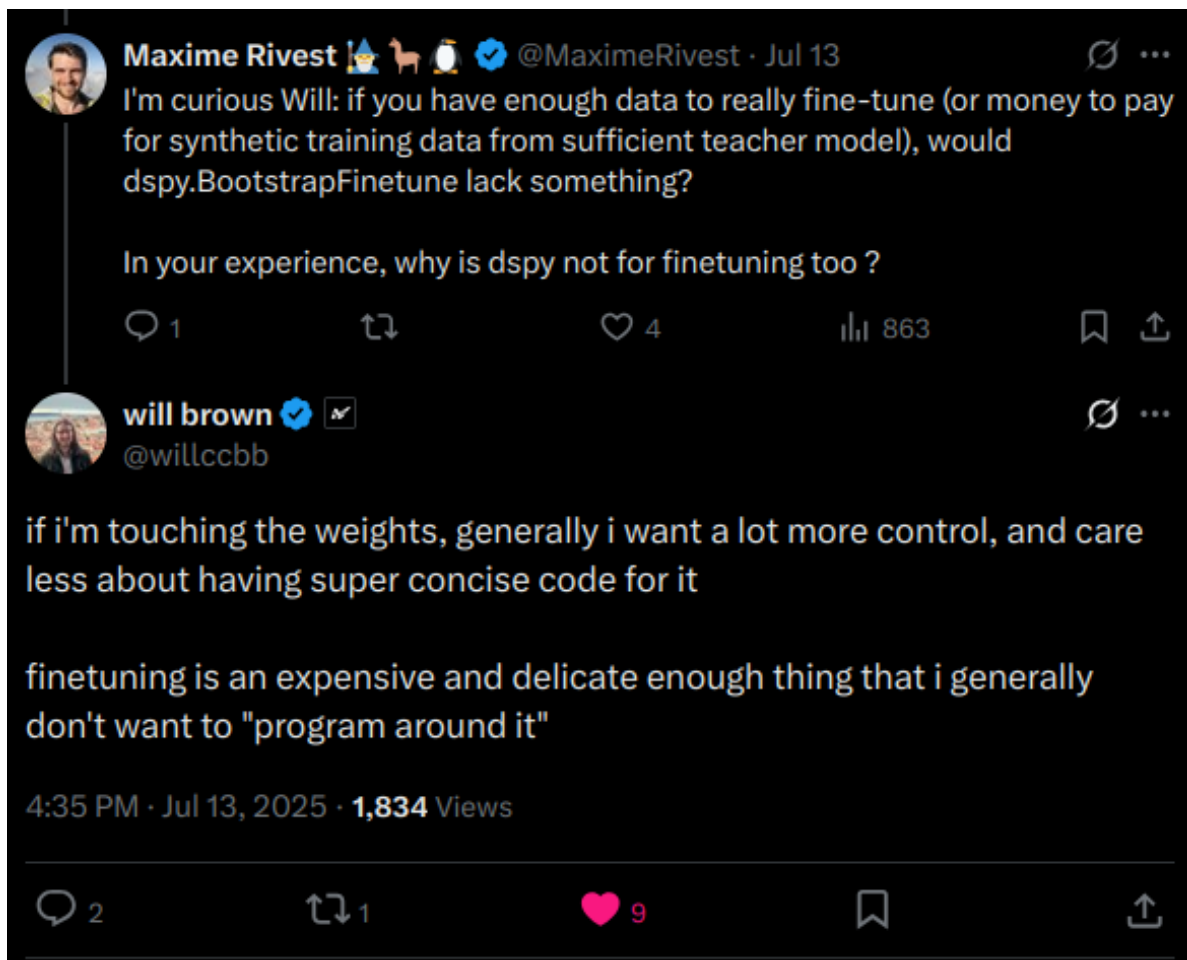 Maxime Rivest 🧙‍♂️ 🦙 🐧 @MaximeRivest · Jul 13
I'm curious Will: if you have enough data to really fine-tune (or money to pay
for synthetic training data from sufficient teacher model), would
dspy.BootstrapFinetune lack something?
In your experience, why is dspy not for finetuning too ?
1 4 863
will brown
@willccbb
if i'm touching the weights, generally i want a lot more control, and care
less about having super concise code for it
finetuning is an expensive and delicate enough thing that i generally
don't want to "program around it"
4:35 PM · Jul 13, 2025 · 1,834 Views
2 1 9